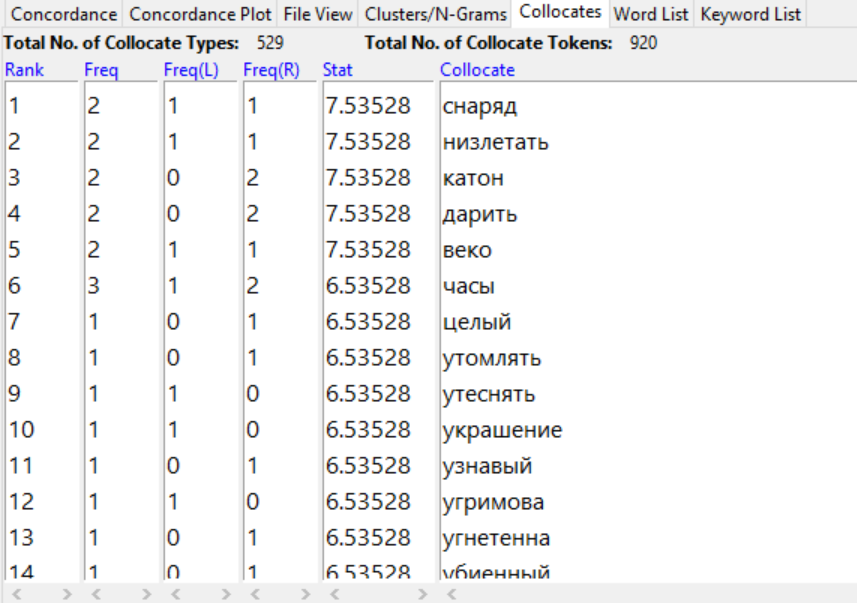 Concordance Concordance Plot File View Clusters/N-Grams Collocates Word List Keyword List
Total No. of Collocate Types: 529 Total No. of Collocate Tokens: 920
Rank Freq Freq(L) Freq(R) Stat Collocate
1 2 1 1 7.53528 снаряд
2 2 1 1 7.53528 низлетать
3 2 0 2 7.53528 катон
4 2 0 2 7.53528 дарить
5 2 1 1 7.53528 веко
6 3 1 2 6.53528 часы
7 1 0 1 6.53528 целый
8 1 0 1 6.53528 утомлять
9 1 1 0 6.53528 утеснять
10 1 1 0 6.53528 украшение
11 1 0 1 6.53528 узнавый
12 1 1 0 6.53528 угримова
13 1 0 1 6.53528 угнетенна
14 1 0 1 6.53528 убиенный